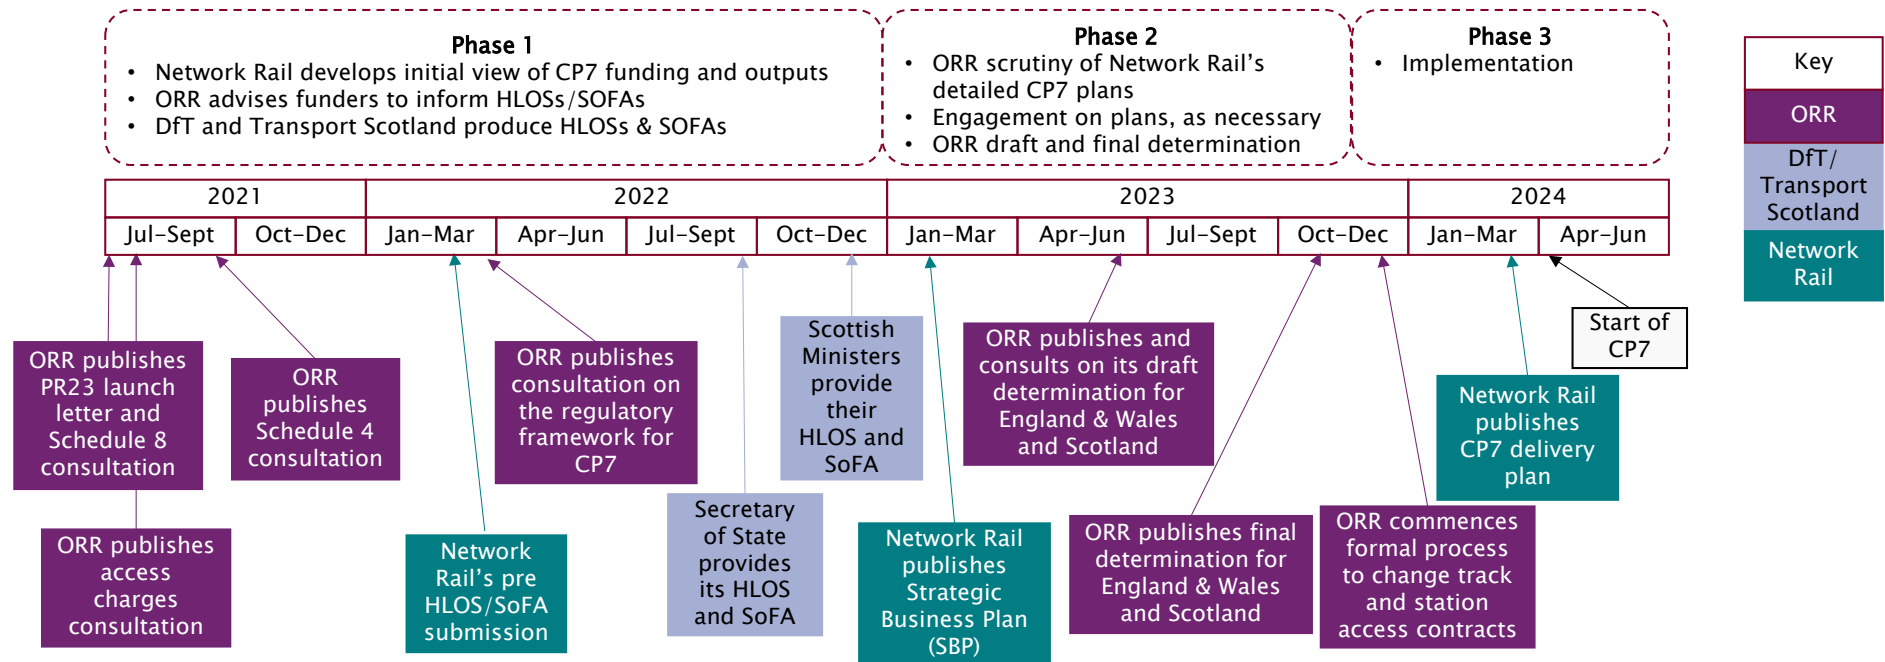 Phase 1
• Network Rail develops initial view of CP7 funding and outputs
• ORR advises funders to inform HLOSs/SOFAs
• DfT and Transport Scotland produce HLOSs & SOFAs
Phase 2
• ORR scrutiny of Network Rail's
detailed CP7 plans
• Engagement on plans, as necessary
• ORR draft and final determination
Phase 3
• Implementation
Key
ORR
DfT/
Transport
Scotland
Network
Rail
2021 2022 2023 2024
Jul-Sept Oct-Dec Jan-Mar Apr-Jun Jul-Sept Oct-Dec Jan-Mar Apr-Jun Jul-Sept Oct-Dec Jan-Mar Apr-Jun
ORR publishes
PR23 launch
letter and
Schedule 8
consultation
ORR publishes
access
charges
consultation
ORR
publishes
Schedule 4
consultation
Network
Rail's pre
HLOS/SoFA
submission
ORR publishes
consultation on
the regulatory
framework for
CP7
Secretary
of State
provides
its HLOS
and SoFA
Scottish
Ministers
provide
their
HLOS and
SoFA
Network Rail
publishes
Strategic
Business Plan
(SBP)
ORR publishes and
consults on its draft
determination for
England & Wales
and Scotland
ORR publishes final
determination for
England & Wales
and Scotland
ORR commences
formal process
to change track
and station
access contracts
Network Rail
publishes
CP7 delivery
plan
Start of
CP7